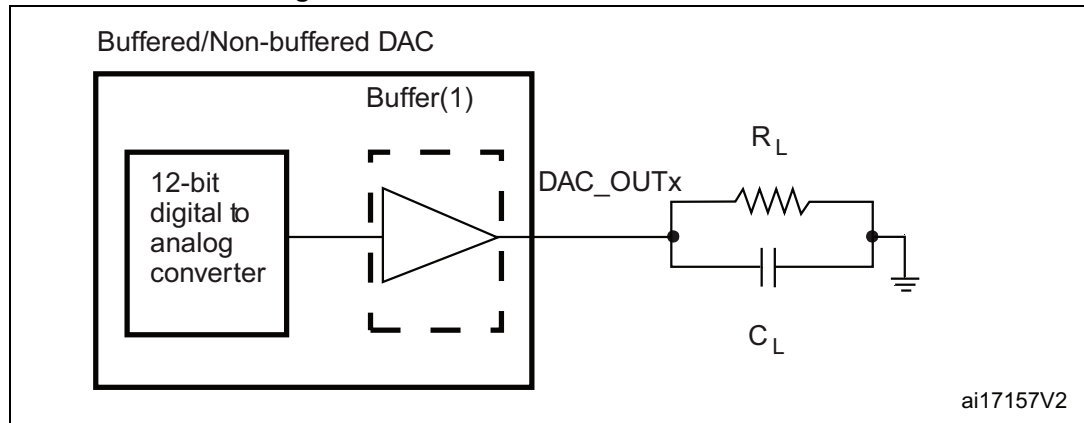 Buffered/Non-buffered DAC
Buffer(1)
12-bit
digital to
analog
converter
DAC_OUTx
R L
C L
ai17157V2